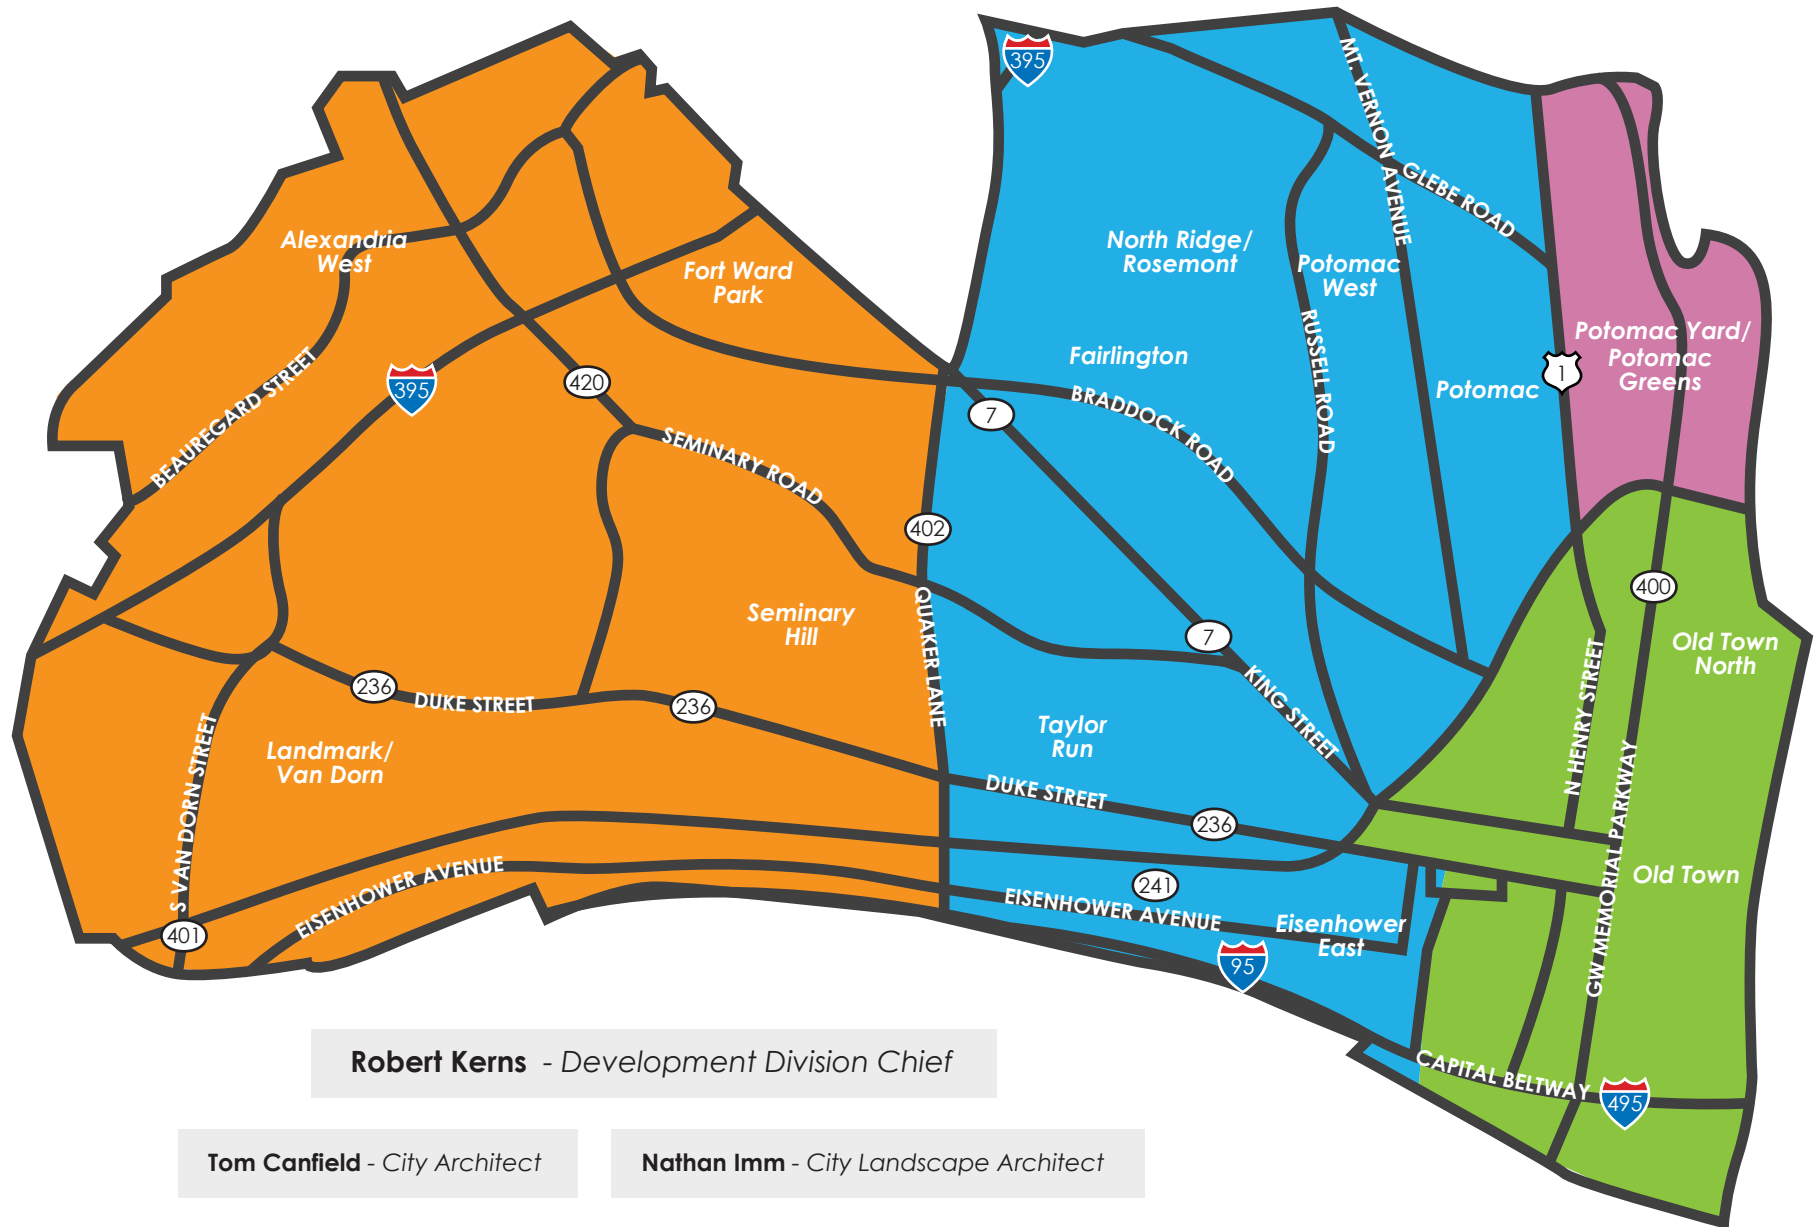 395
MT. VERNON AVENUE
GLEBE ROAD
Alexandria
West
Fort Ward
Park
North Ridge/
Rosemont
Potomac
West
Potomac Yard/
Potomac
Greens
Fairlington
RUSSELL ROAD
1
Potomac
BEAUREGARD STREET
395
420
7
BRADDOCK ROAD
SEMINARY ROAD
402
400
Seminary
Hill
QUAKER LANE
7
Old Town
North
236
DUKE STREET
236
KING STREET
N HENRY STREET
Taylor
Run
Landmark/
Van Dorn
S VAN DORN STREET
DUKE STREET
236
GW MEMORIAL PARKWAY
Old Town
EISENHOWER AVENUE
241
EISENHOWER AVENUE
Eisenhower
East
401
95
CAPITAL BELTWAY
495
Robert Kerns - Development Division Chief
Tom Canfield - City Architect
Nathan Imm - City Landscape Architect